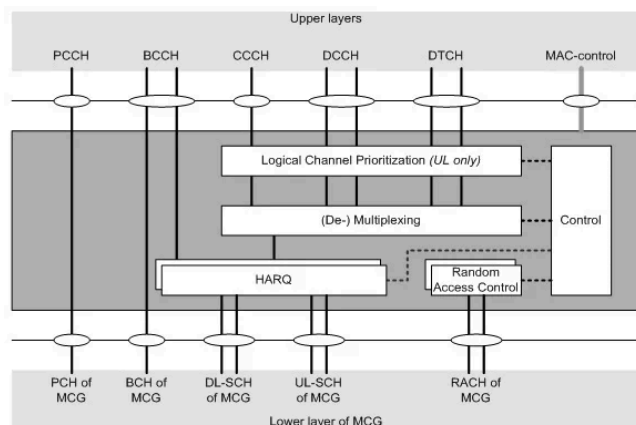 Upper layers
PCCH BCCH CCCH DCCH DTCH MAC-control
Logical Channel Prioritization (UL only)
(De-) Multiplexing
Control
HARQ
Random
Access Control
PCH of
MCG
BCH of
MCG
DL-SCH
of MCG
UL-SCH
of MCG
RACH of
MCG
Lower layer of MCG